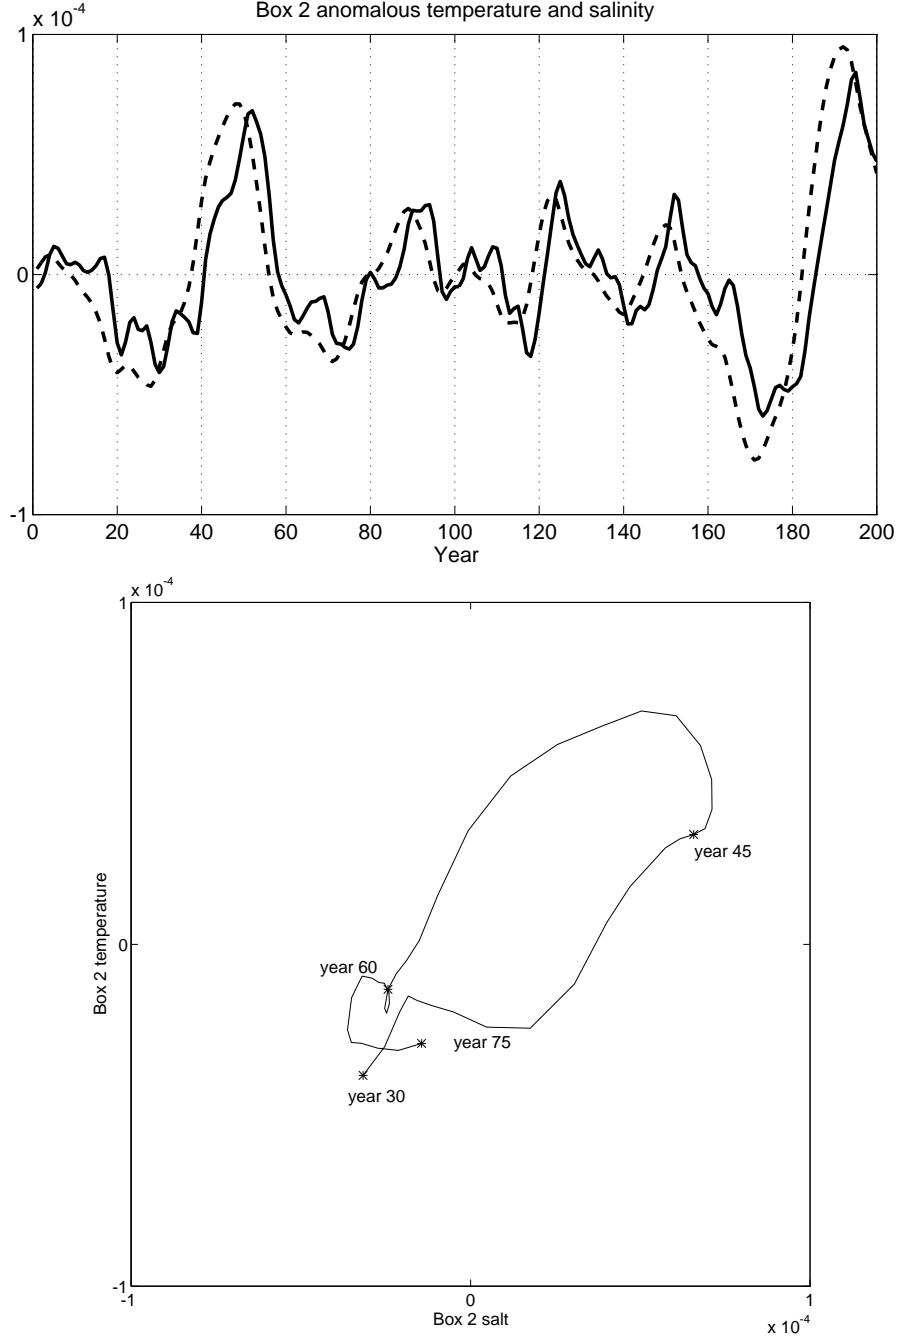 Box 2 anomalous temperature and salinity
x 10-4
1
0
-1
0 20 40 60 80 100 120 140 160 180 200
Year
x 10-4
1
year 45
Box 2 temperature
0
year 60
year 75
year 30
-1
-1 0 1
Box 2 salt
x 10-4